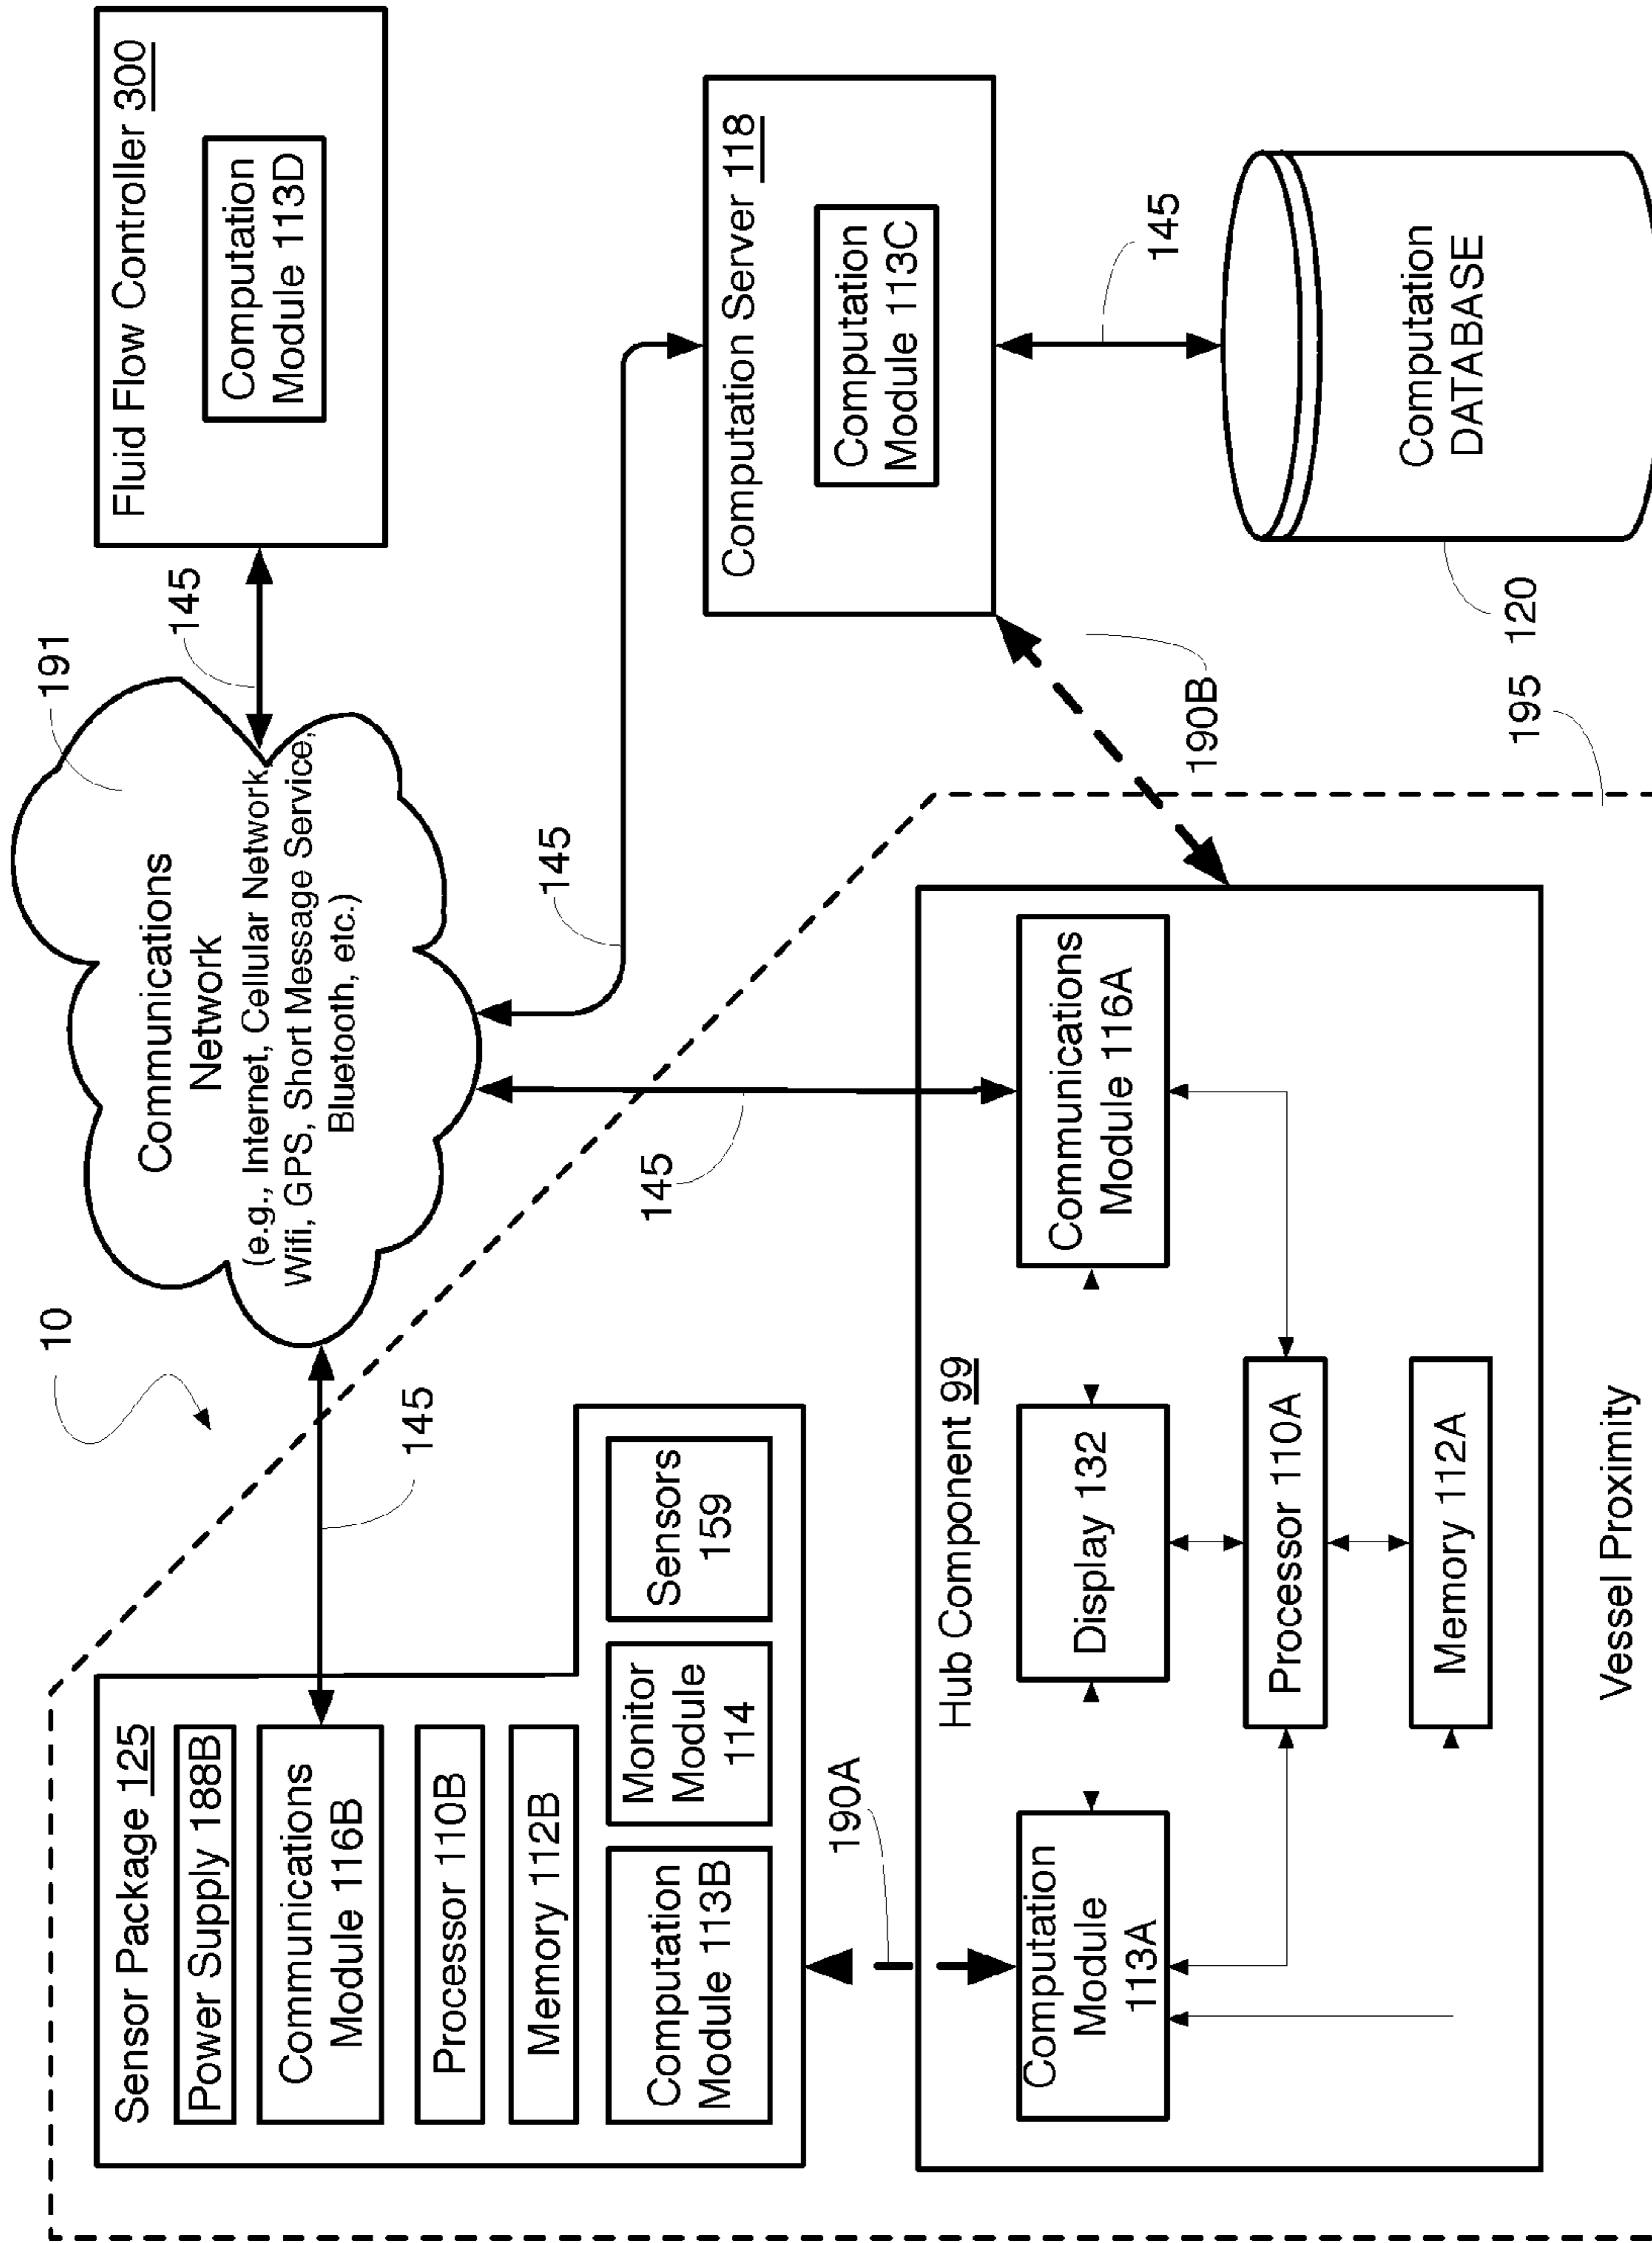 10
191
Communications
Network
(e.g., Internet, Cellular Network,
Wifi, GPS, Short Message Service,
Bluetooth, etc.)
145
Fluid Flow Controller 300
Computation
Module 113D
Sensor Package 125
Power Supply 188B
Communications
Module 116B
Processor 110B
Memory 112B
Computation
Module 113B
Monitor
Module
114
Sensors
159
145
145
145
Computation Server 118
Computation
Module 113C
190A
190B
145
Hub Component 99
Computation
Module
113A
Display 132
Communications
Module 116A
Processor 110A
Memory 112A
195
120
Computation
DATABASE
Vessel Proximity